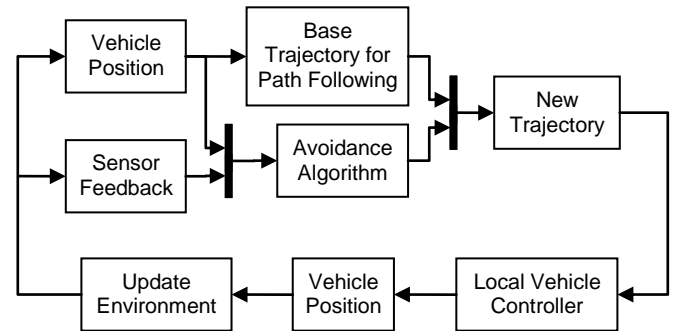 Vehicle
Position
Base
Trajectory for
Path Following
New
Trajectory
Sensor
Feedback
Avoidance
Algorithm
Update
Environment
Vehicle
Position
Local Vehicle
Controller